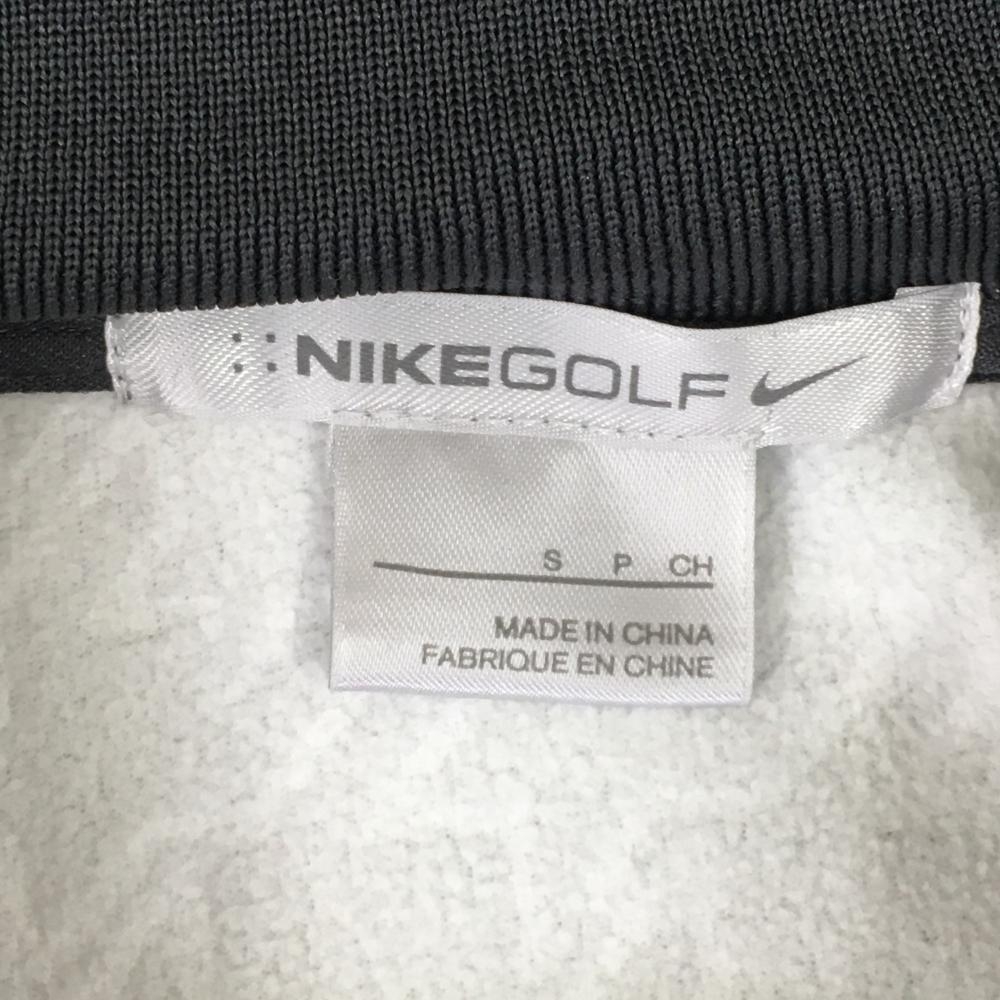 NIKEGOLF
S P CH
MADE IN CHINA
FABRIQUE EN CHINE